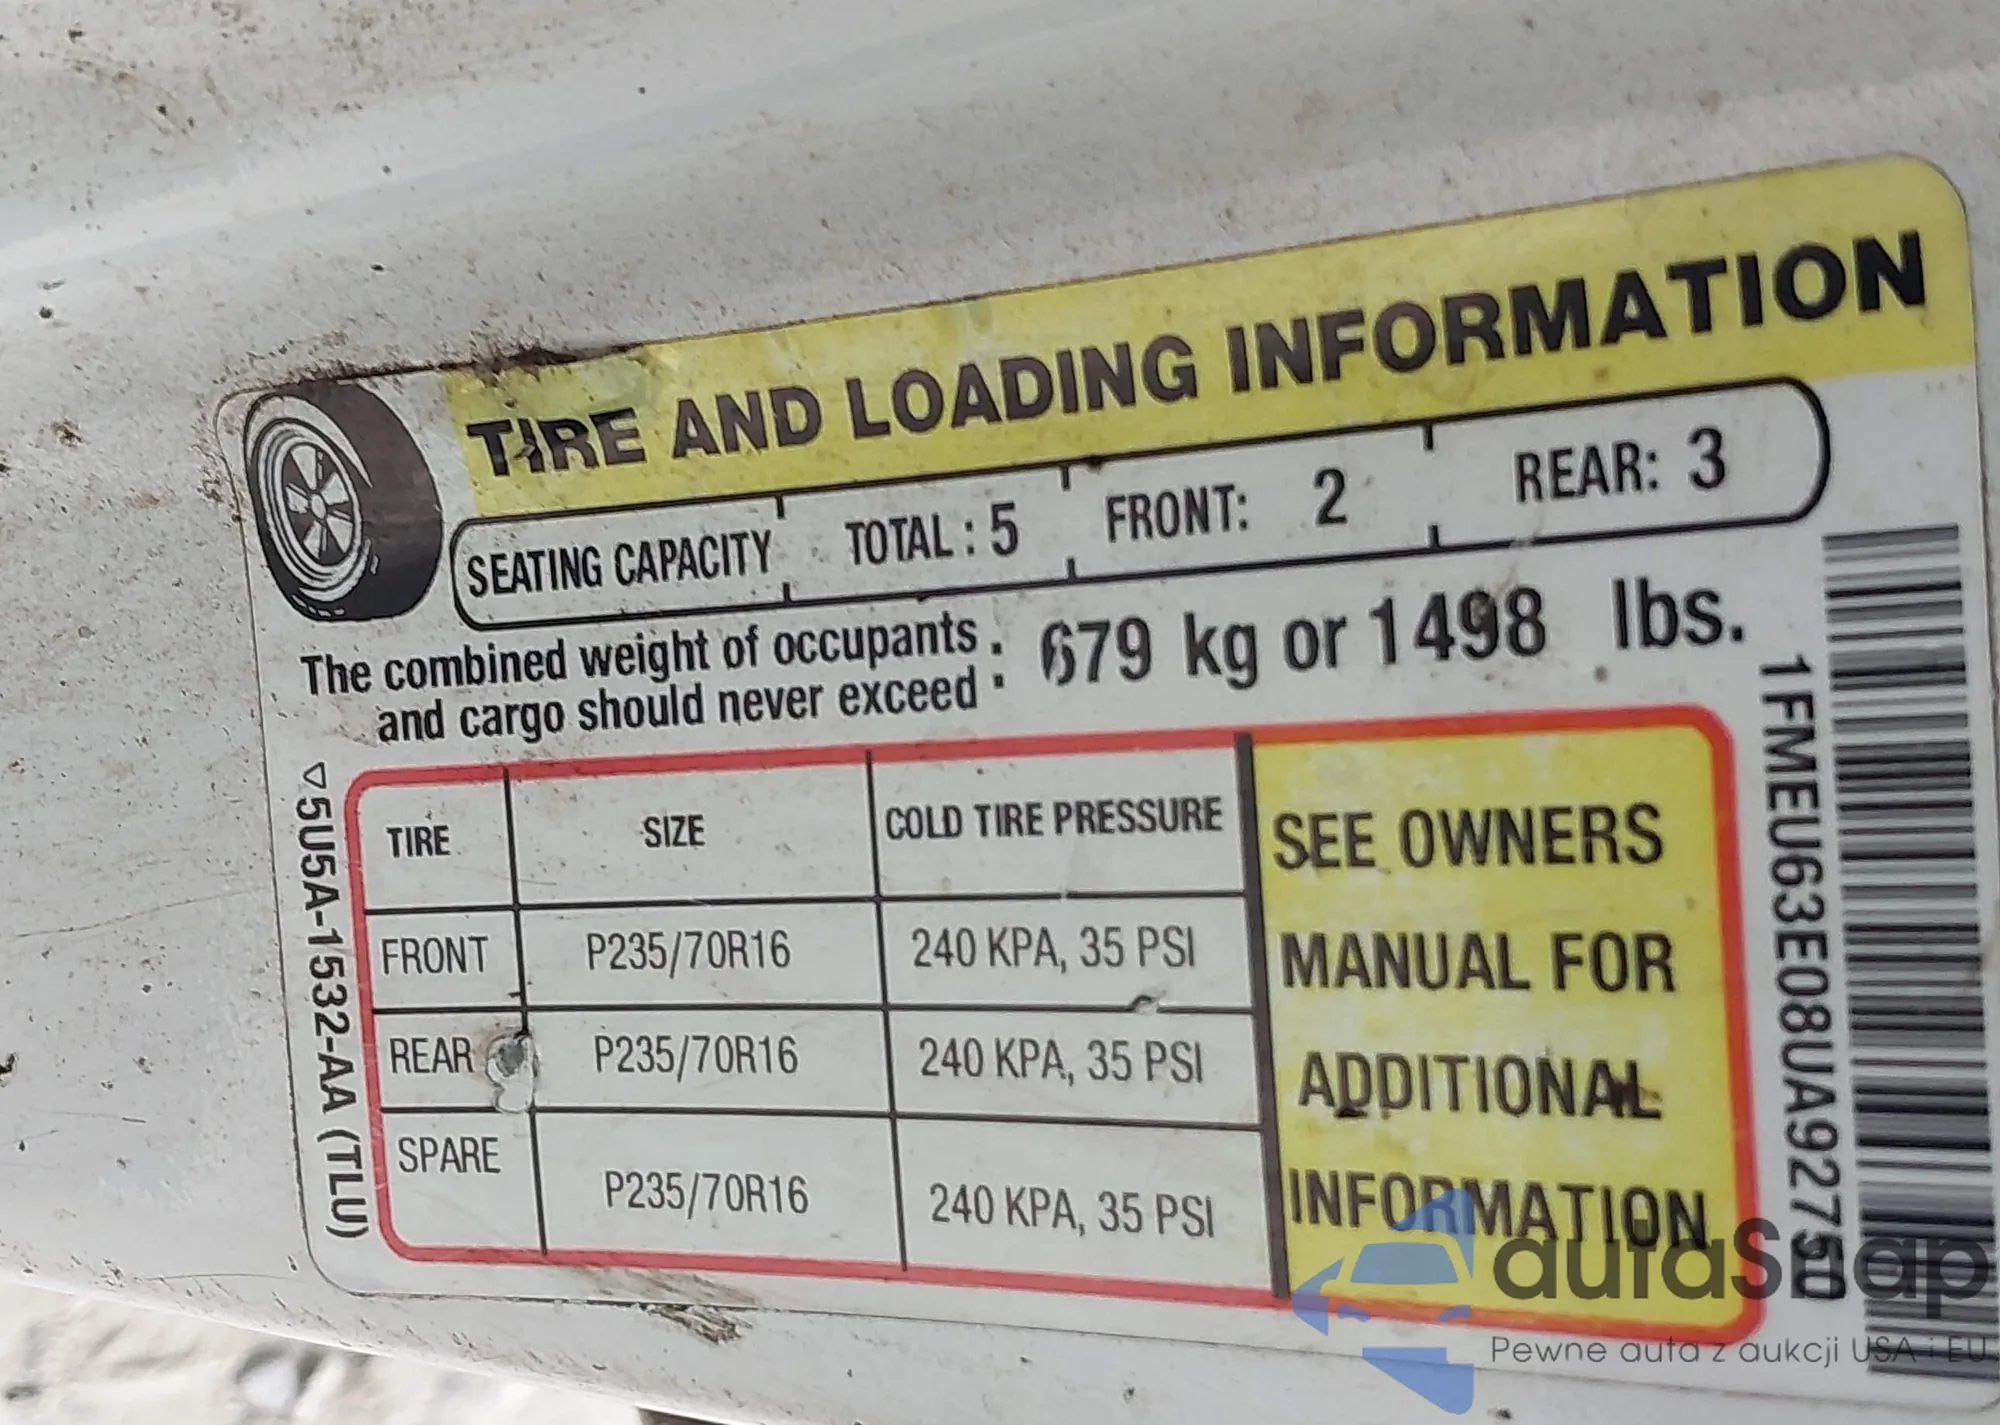 TIRE AND LOADING INFORMATION
SEATING CAPACITY TOTAL : 5 FRONT: 2 REAR: 3
The combined weight of occupants
and cargo should never exceed : 679 kg or 1498 lbs.
TIRE SIZE COLD TIRE PRESSURE
FRONT P235/70R16 240 KPA, 35 PSI
REAR P235/70R16 240 KPA, 35 PSI
SPARE P235/70R16 240 KPA, 35 PSI
SEE OWNERS
MANUAL FOR
ADDITIONAL
INFORMATION
5U5A-1532-AA (TLU)
1FMEU63E08UA92750
autaSnap
Pewne auta z aukcji USA i EU